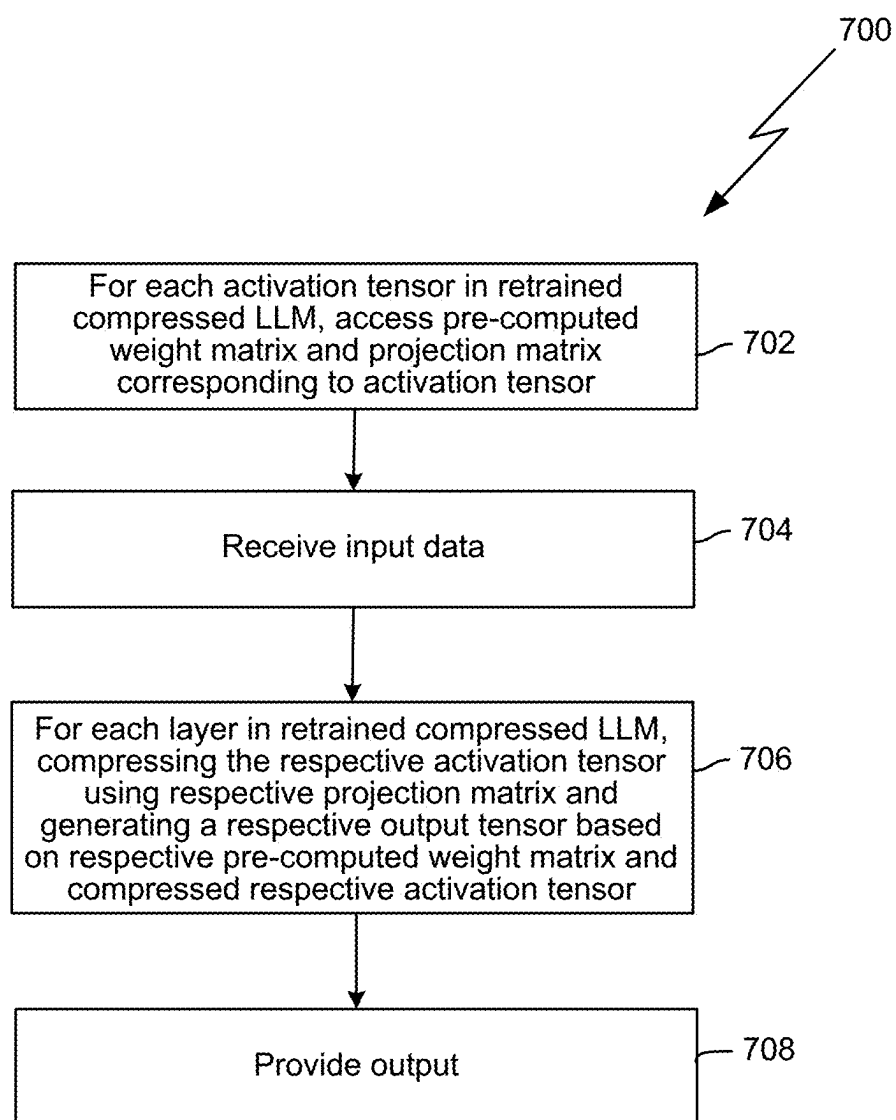 700
For each activation tensor in retrained
compressed LLM, access pre-computed
weight matrix and projection matrix
corresponding to activation tensor
702
Receive input data
704
For each layer in retrained compressed LLM,
compressing the respective activation tensor
using respective projection matrix and
generating a respective output tensor based
on respective pre-computed weight matrix and
compressed respective activation tensor
706
Provide output
708